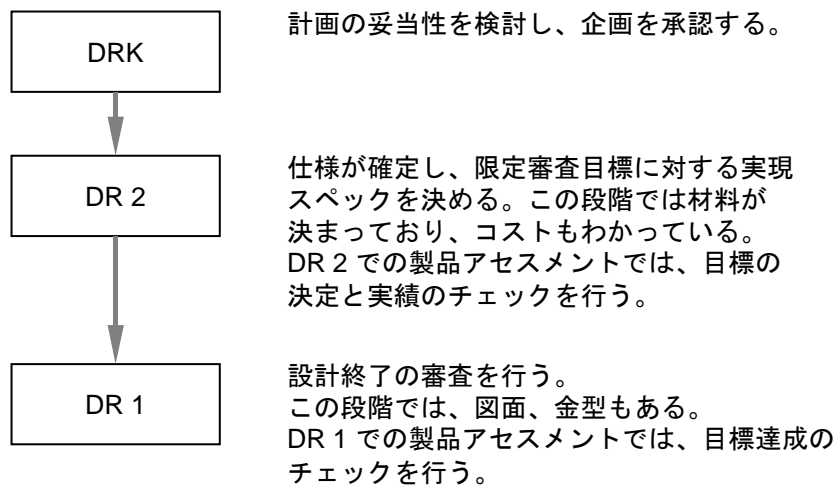 DRK
計画の妥当性を検討し、企画を承認する。
DR 2
仕様が確定し、限定審査目標に対する実現
スペックを決める。この段階では材料が
決まっており、コストもわかっている。
DR 2 での製品アセスメントでは、目標の
決定と実績のチェックを行う。
DR 1
設計終了の審査を行う。
この段階では、図面、金型もある。
DR 1 での製品アセスメントでは、目標達成の
チェックを行う。